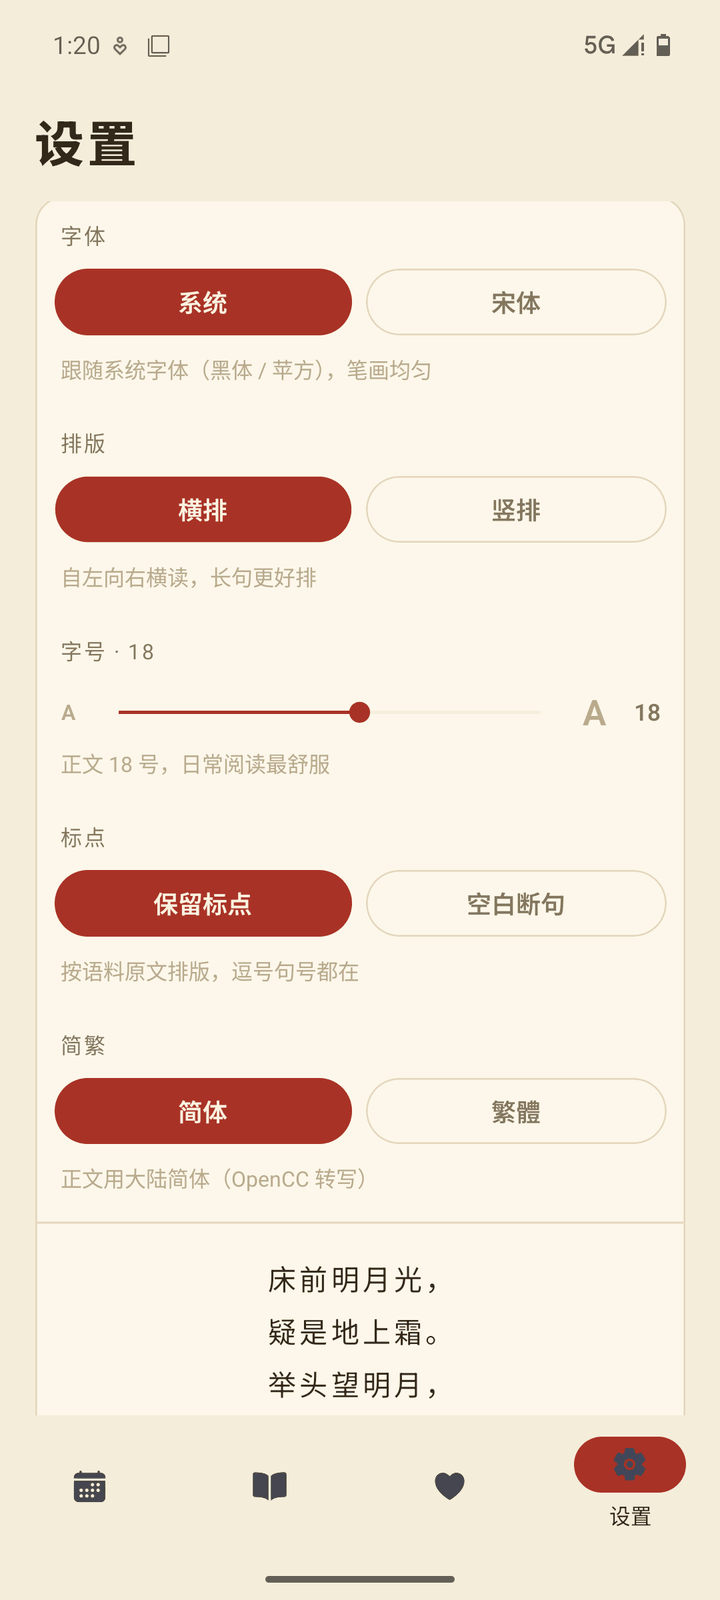 1:20 5G
设置
字体
系统 宋体
跟随系统字体（黑体 / 苹方），笔画均匀
排版
横排 竖排
自左向右横读，长句更好排
字号 · 18
A A 18
正文 18 号，日常阅读最舒服
标点
保留标点 空白断句
按语料原文排版，逗号句号都在
简繁
简体 繁體
正文用大陆简体（OpenCC 转写）
床前明月光，
疑是地上霜。
举头望明月，
设置